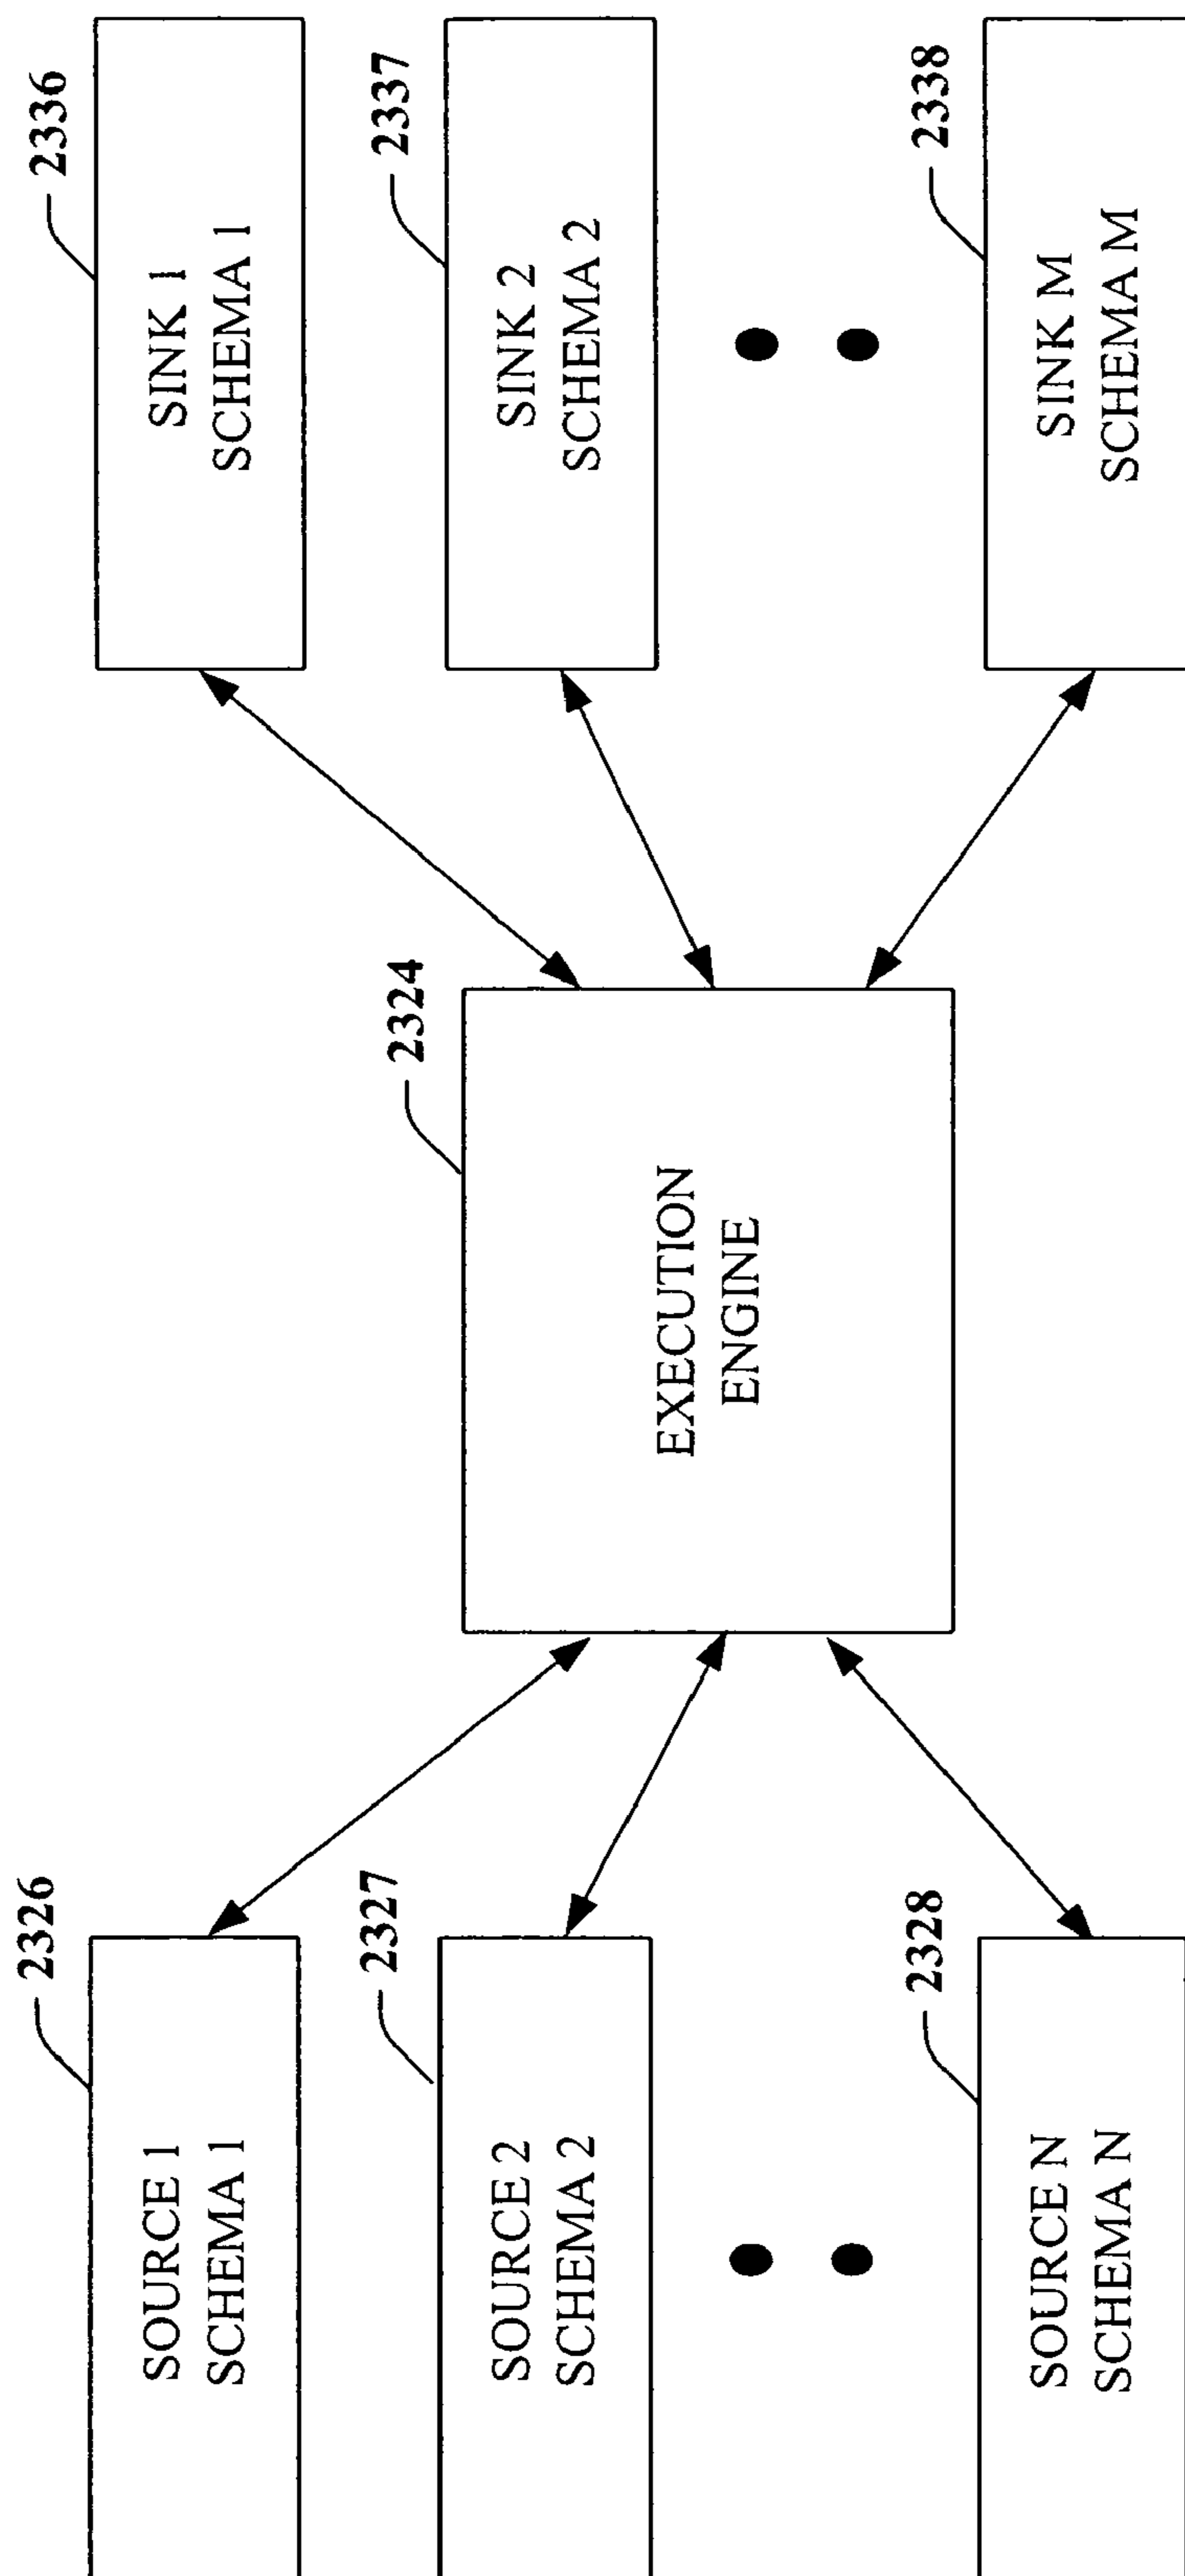 2326
SOURCE 1
SCHEMA 1
2327
SOURCE 2
SCHEMA 2
2328
SOURCE N
SCHEMA N
2324
EXECUTION
ENGINE
2336
SINK 1
SCHEMA 1
2337
SINK 2
SCHEMA 2
2338
SINK M
SCHEMA M